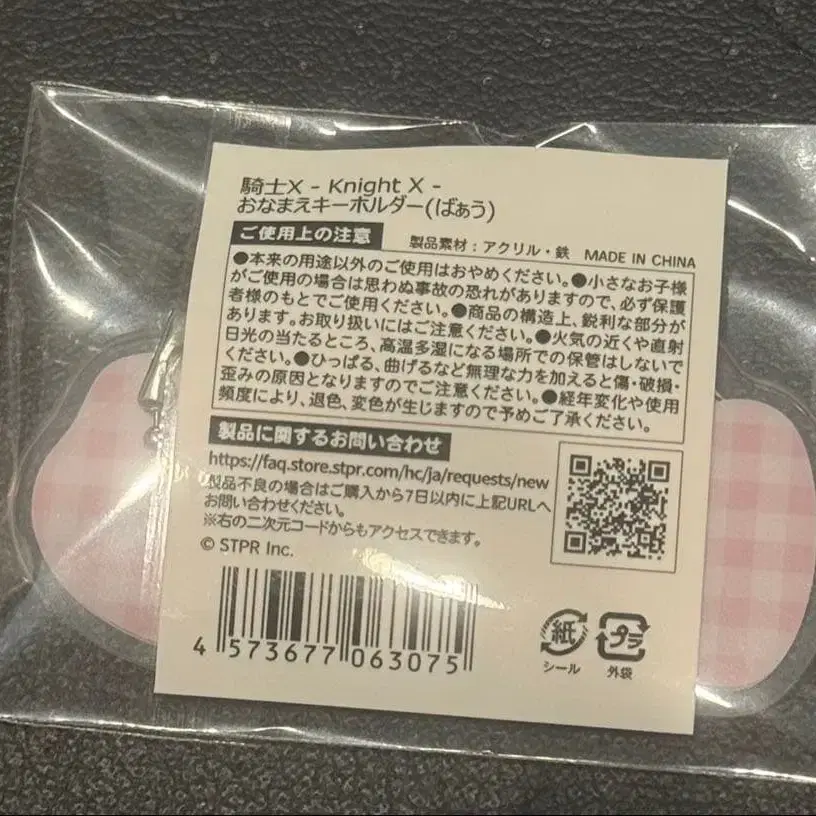 騎士X - Knight X -
おなまえキーホルダー(ばぁう)
ご使用上の注意 製品素材：アクリル・鉄 MADE IN CHINA
●本来の用途以外のご使用はおやめください。●小さなお子様
がご使用の場合は思わぬ事故の恐れがありますので、必ず保護
者様のもとでご使用ください。●商品の構造上、鋭利な部分が
あります。お取り扱いにはご注意ください。●火気の近くや直射
日光の当たるところ、高温多湿になる場所での保管はしないで
ください。●ひっぱる、曲げるなど無理な力を加えると傷・破損・
歪みの原因となりますのでご注意ください。●経年変化や使用
頻度により、退色、変色が生じますので予めご了承ください。
製品に関するお問い合わせ
https://faq.store.stpr.com/hc/ja/requests/new
製品不良の場合はご購入から7日以内に上記URLへ
お問い合わせください。
※右の二次元コードからもアクセスできます。
© STPR Inc.
4 573677 063075
紙 プラ
シール 外袋